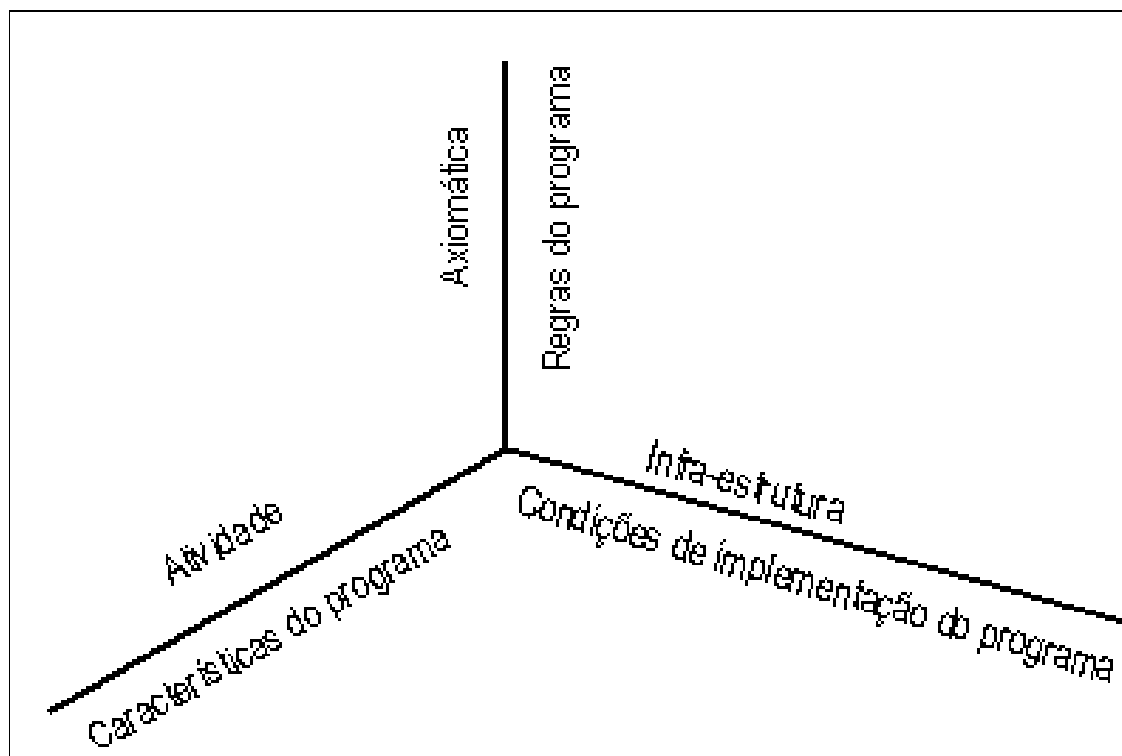 Axiomática
Regras do programa
Infra-estrutura
Condições de implementação do programa
Atividade
Características do programa